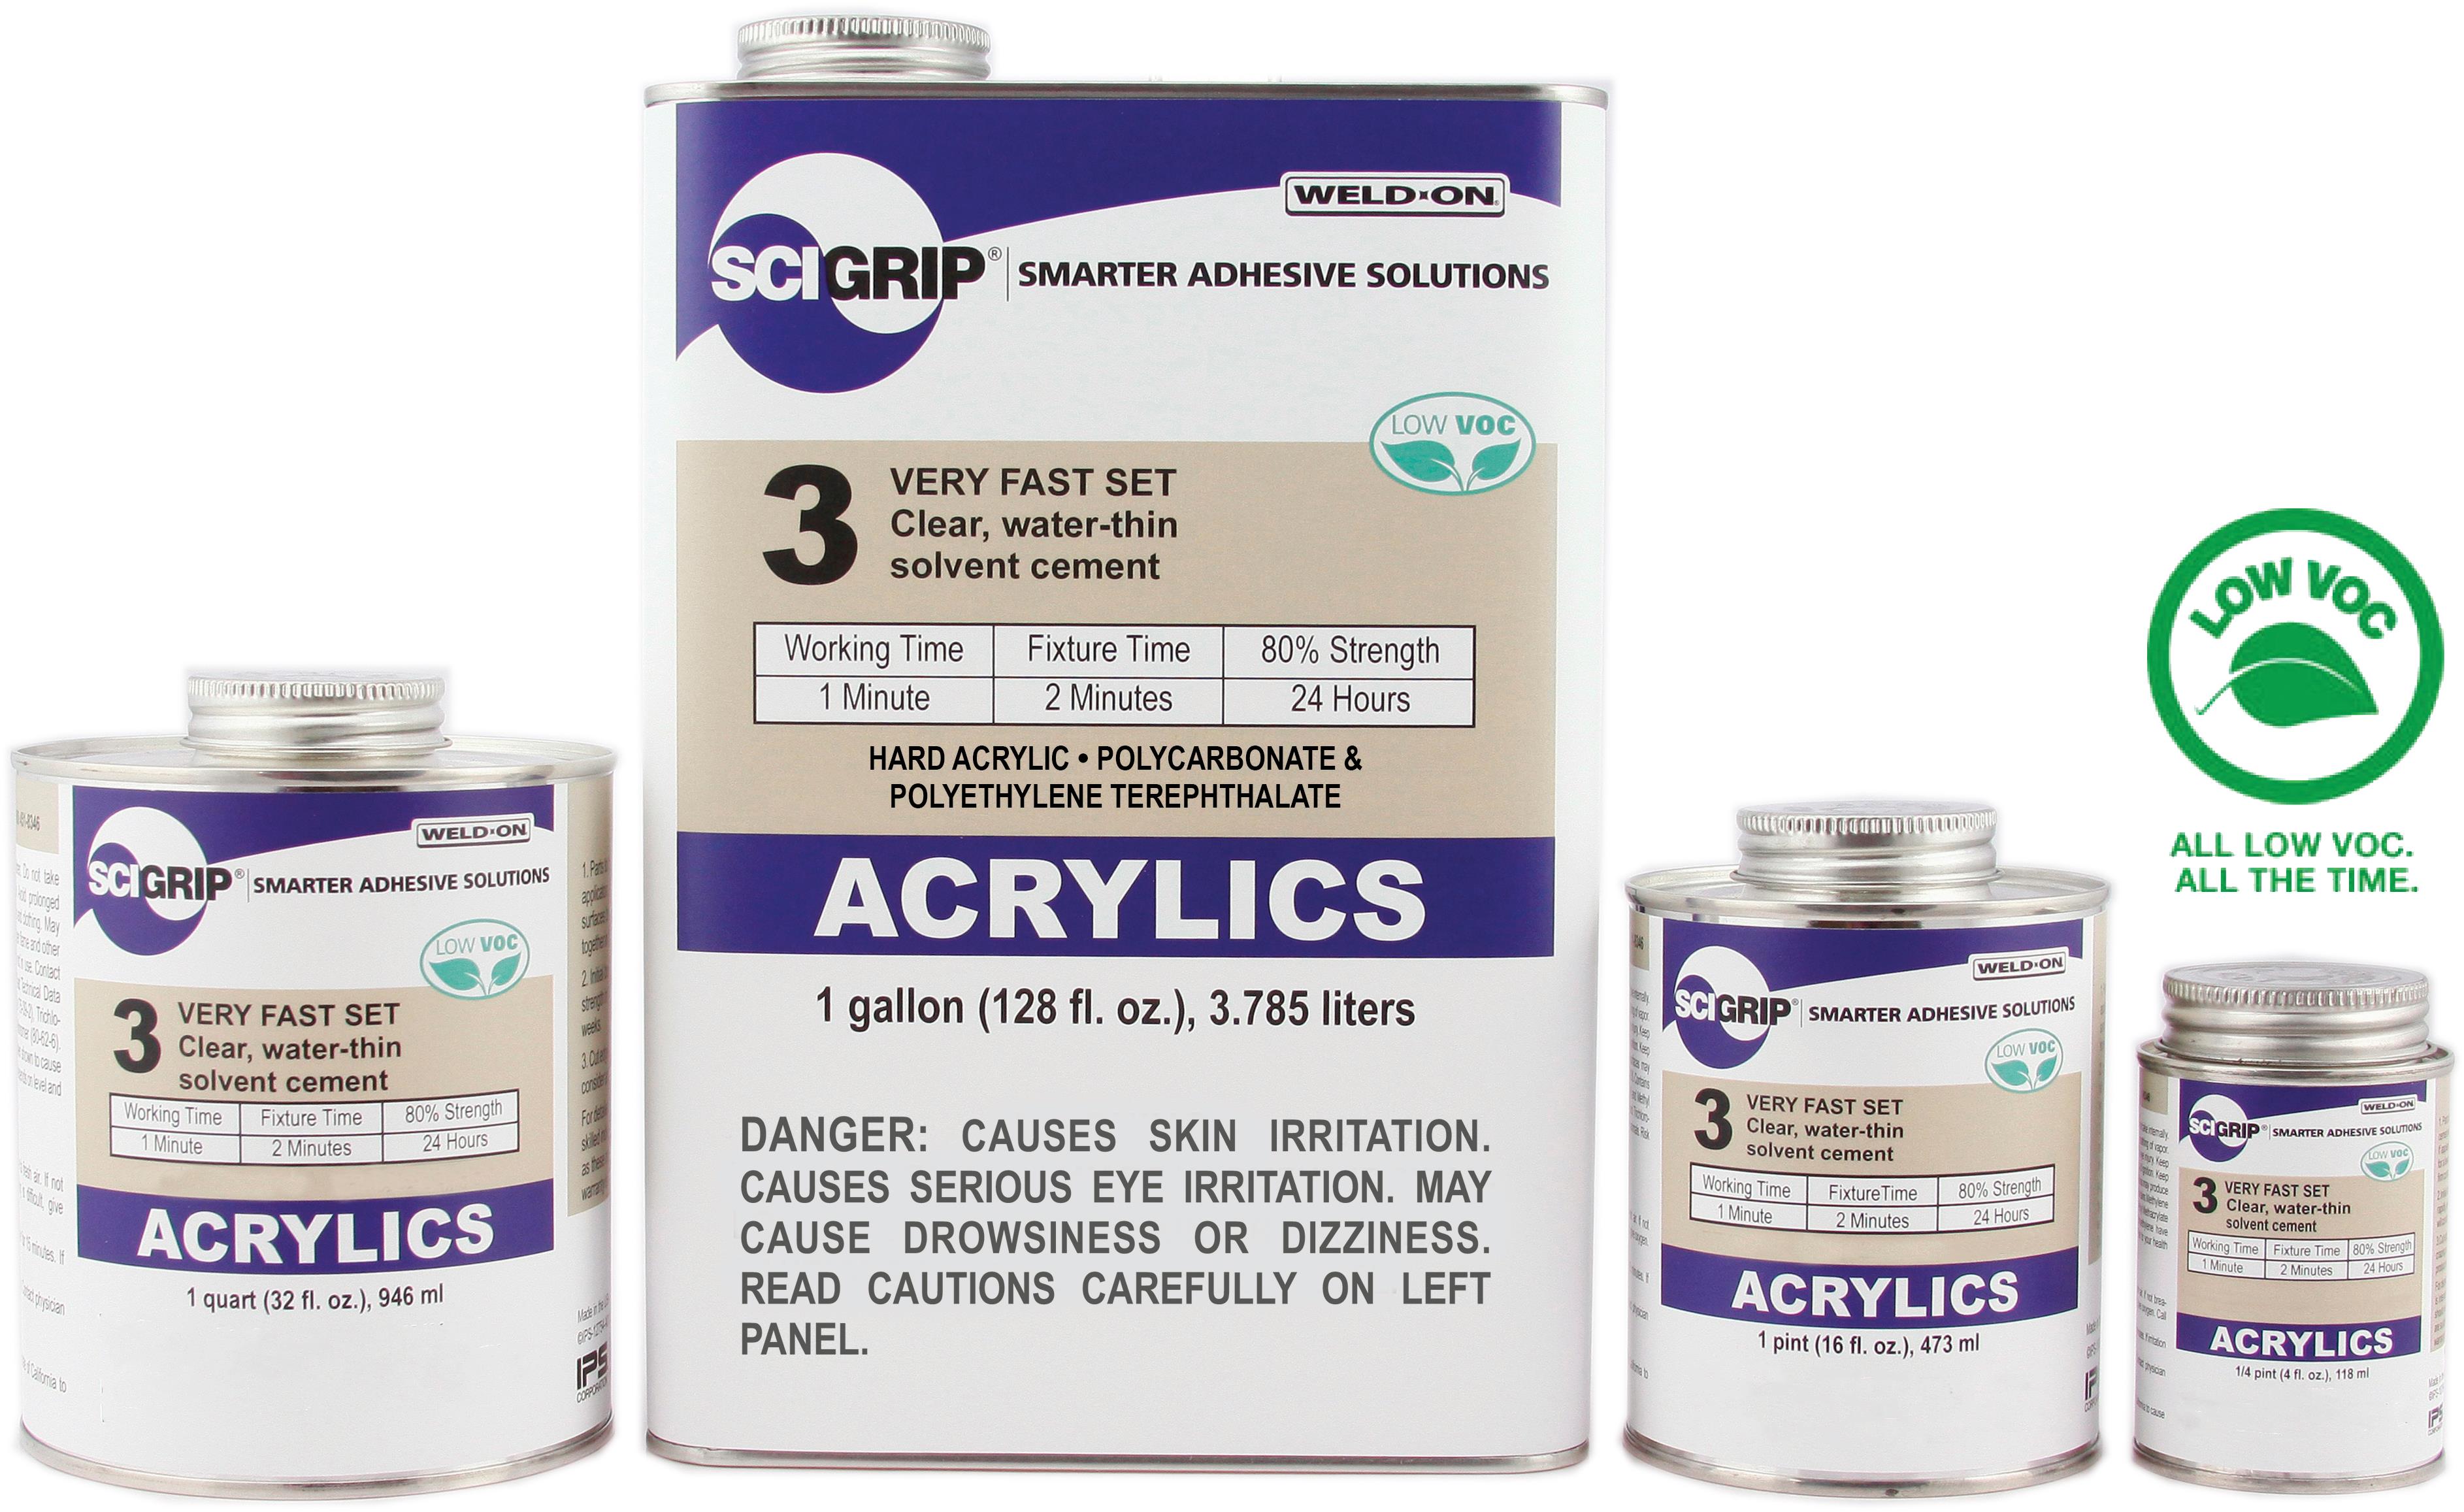 WELD-ON
SCIGRIP® SMARTER ADHESIVE SOLUTIONS
LOW VOC
3
VERY FAST SET
Clear, water-thin
solvent cement
Working Time Fixture Time 80% Strength
1 Minute 2 Minutes 24 Hours
ACRYLICS
1 quart (32 fl. oz.), 946 ml
IPS
CORPORATION
WELD-ON
SCIGRIP® SMARTER ADHESIVE SOLUTIONS
LOW VOC
3
VERY FAST SET
Clear, water-thin
solvent cement
Working Time Fixture Time 80% Strength
1 Minute 2 Minutes 24 Hours
HARD ACRYLIC • POLYCARBONATE &
POLYETHYLENE TEREPHTHALATE
ACRYLICS
1 gallon (128 fl. oz.), 3.785 liters
DANGER: CAUSES SKIN IRRITATION.
CAUSES SERIOUS EYE IRRITATION. MAY
CAUSE DROWSINESS OR DIZZINESS.
READ CAUTIONS CAREFULLY ON LEFT
PANEL.
WELD-ON
SCIGRIP® SMARTER ADHESIVE SOLUTIONS
LOW VOC
3
VERY FAST SET
Clear, water-thin
solvent cement
Working Time Fixture Time 80% Strength
1 Minute 2 Minutes 24 Hours
ACRYLICS
1 pint (16 fl. oz.), 473 ml
LOW VOC
ALL LOW VOC.
ALL THE TIME.
WELD-ON
SCIGRIP® SMARTER ADHESIVE SOLUTIONS
LOW VOC
3
VERY FAST SET
Clear, water-thin
solvent cement
Working Time Fixture Time 80% Strength
1 Minute 2 Minutes 24 Hours
ACRYLICS
1/4 pint (4 fl. oz.), 118 ml